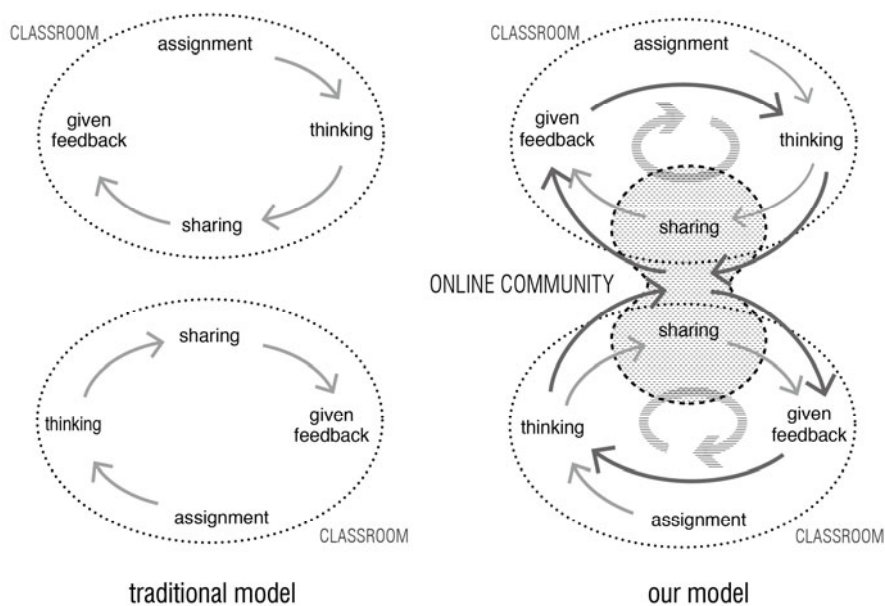 CLASSROOM
assignment
thinking
given
feedback
sharing
sharing
thinking
given
feedback
assignment
CLASSROOM
traditional model
CLASSROOM
assignment
given
feedback
thinking
sharing
ONLINE COMMUNITY
sharing
thinking
given
feedback
assignment
CLASSROOM
our model